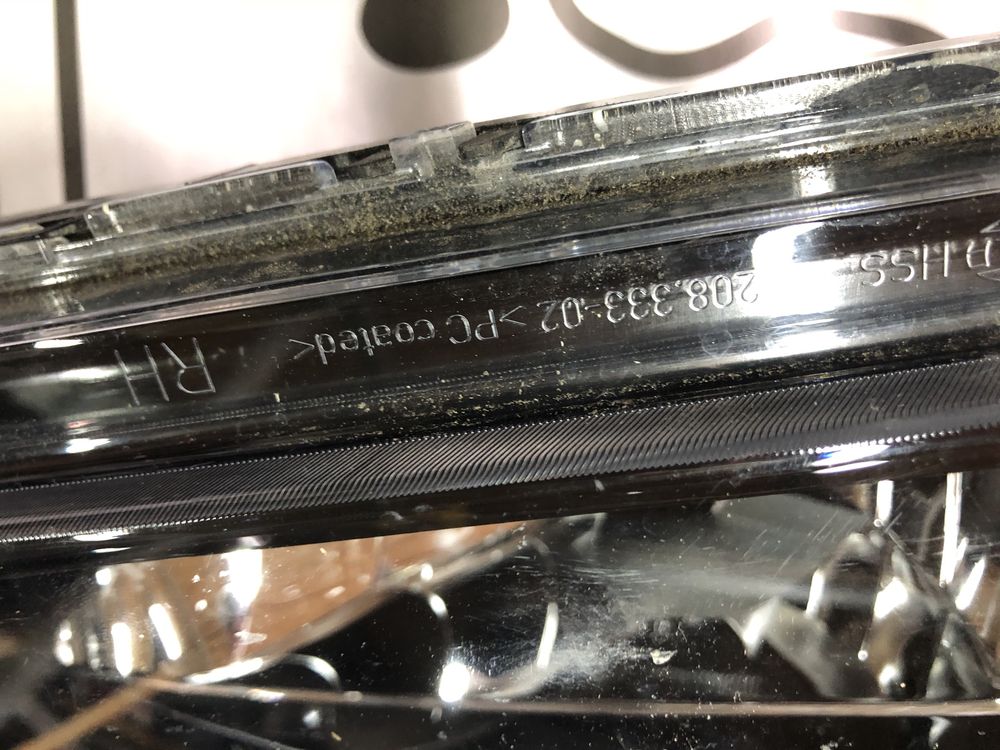 HSS 208.333-02 >PC coated<
RH